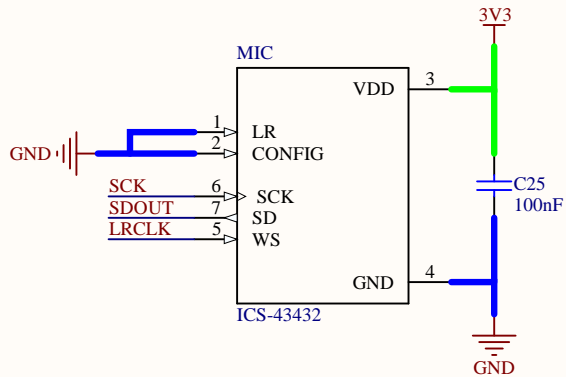 3V3
MIC
VDD 3
1 LR
GND
2 CONFIG
SCK 6 SCK
SDOUT 7 SD
LRCLK 5 WS
C25
100nF
GND 4
ICS-43432
GND